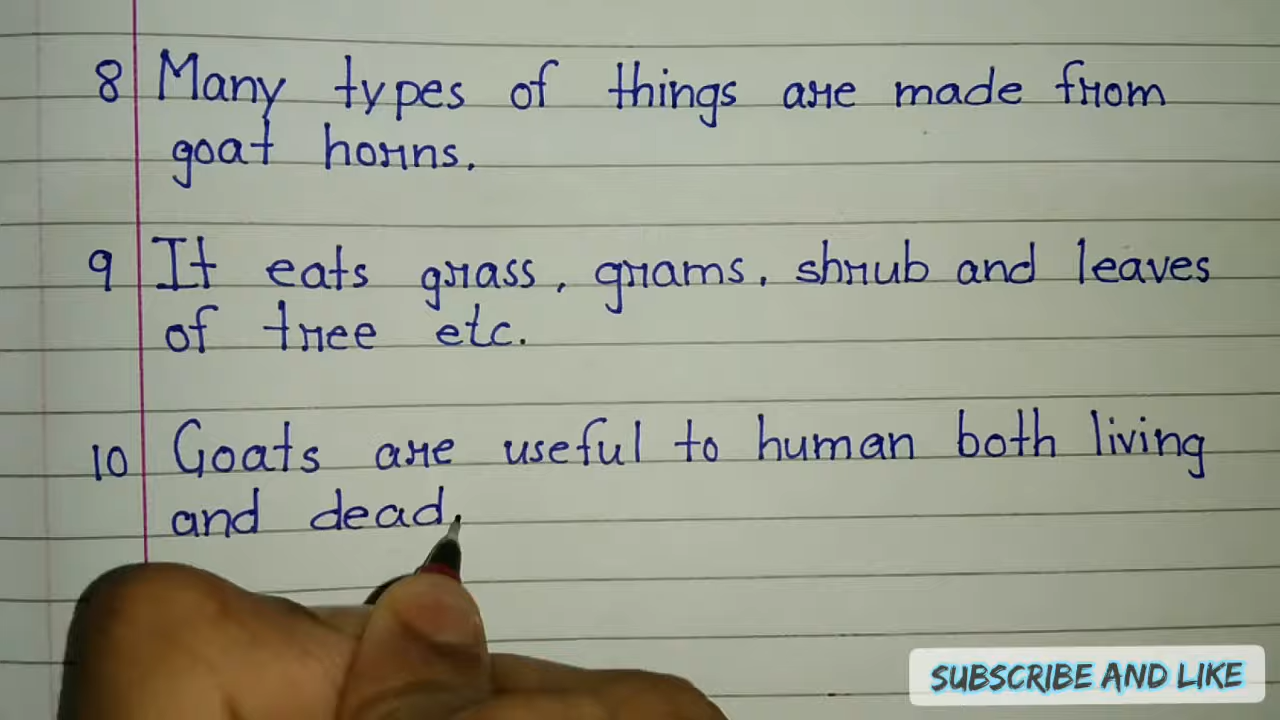 8 Many types of things are made from
goat horns.
9 It eats grass, grams, shrub and leaves
of tree etc.
10 Goats are useful to human both living
and dead.
SUBSCRIBE AND LIKE